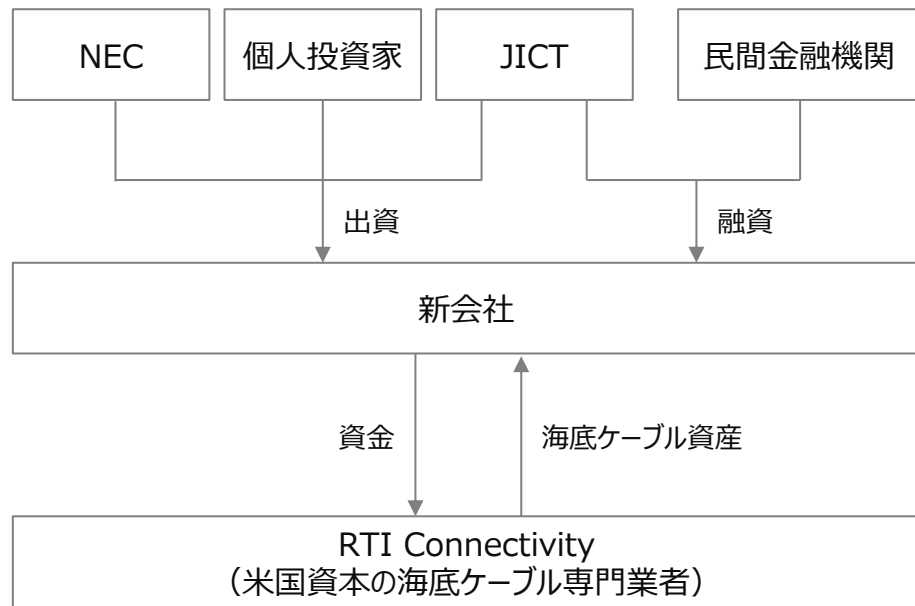 NEC
個人投資家
JICT
民間金融機関
出資
融資
新会社
資金
海底ケーブル資産
RTI Connectivity
（米国資本の海底ケーブル専門業者）